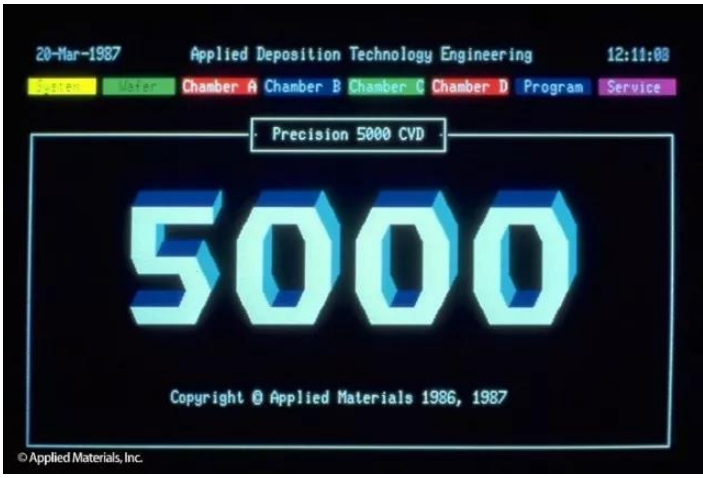 20-Mar-1987 Applied Deposition Technology Engineering 12:11:03
System Wafer Chamber A Chamber B Chamber C Chamber D Program Service
Precision 5000 CVD
5000
Copyright © Applied Materials 1986, 1987
© Applied Materials, Inc.